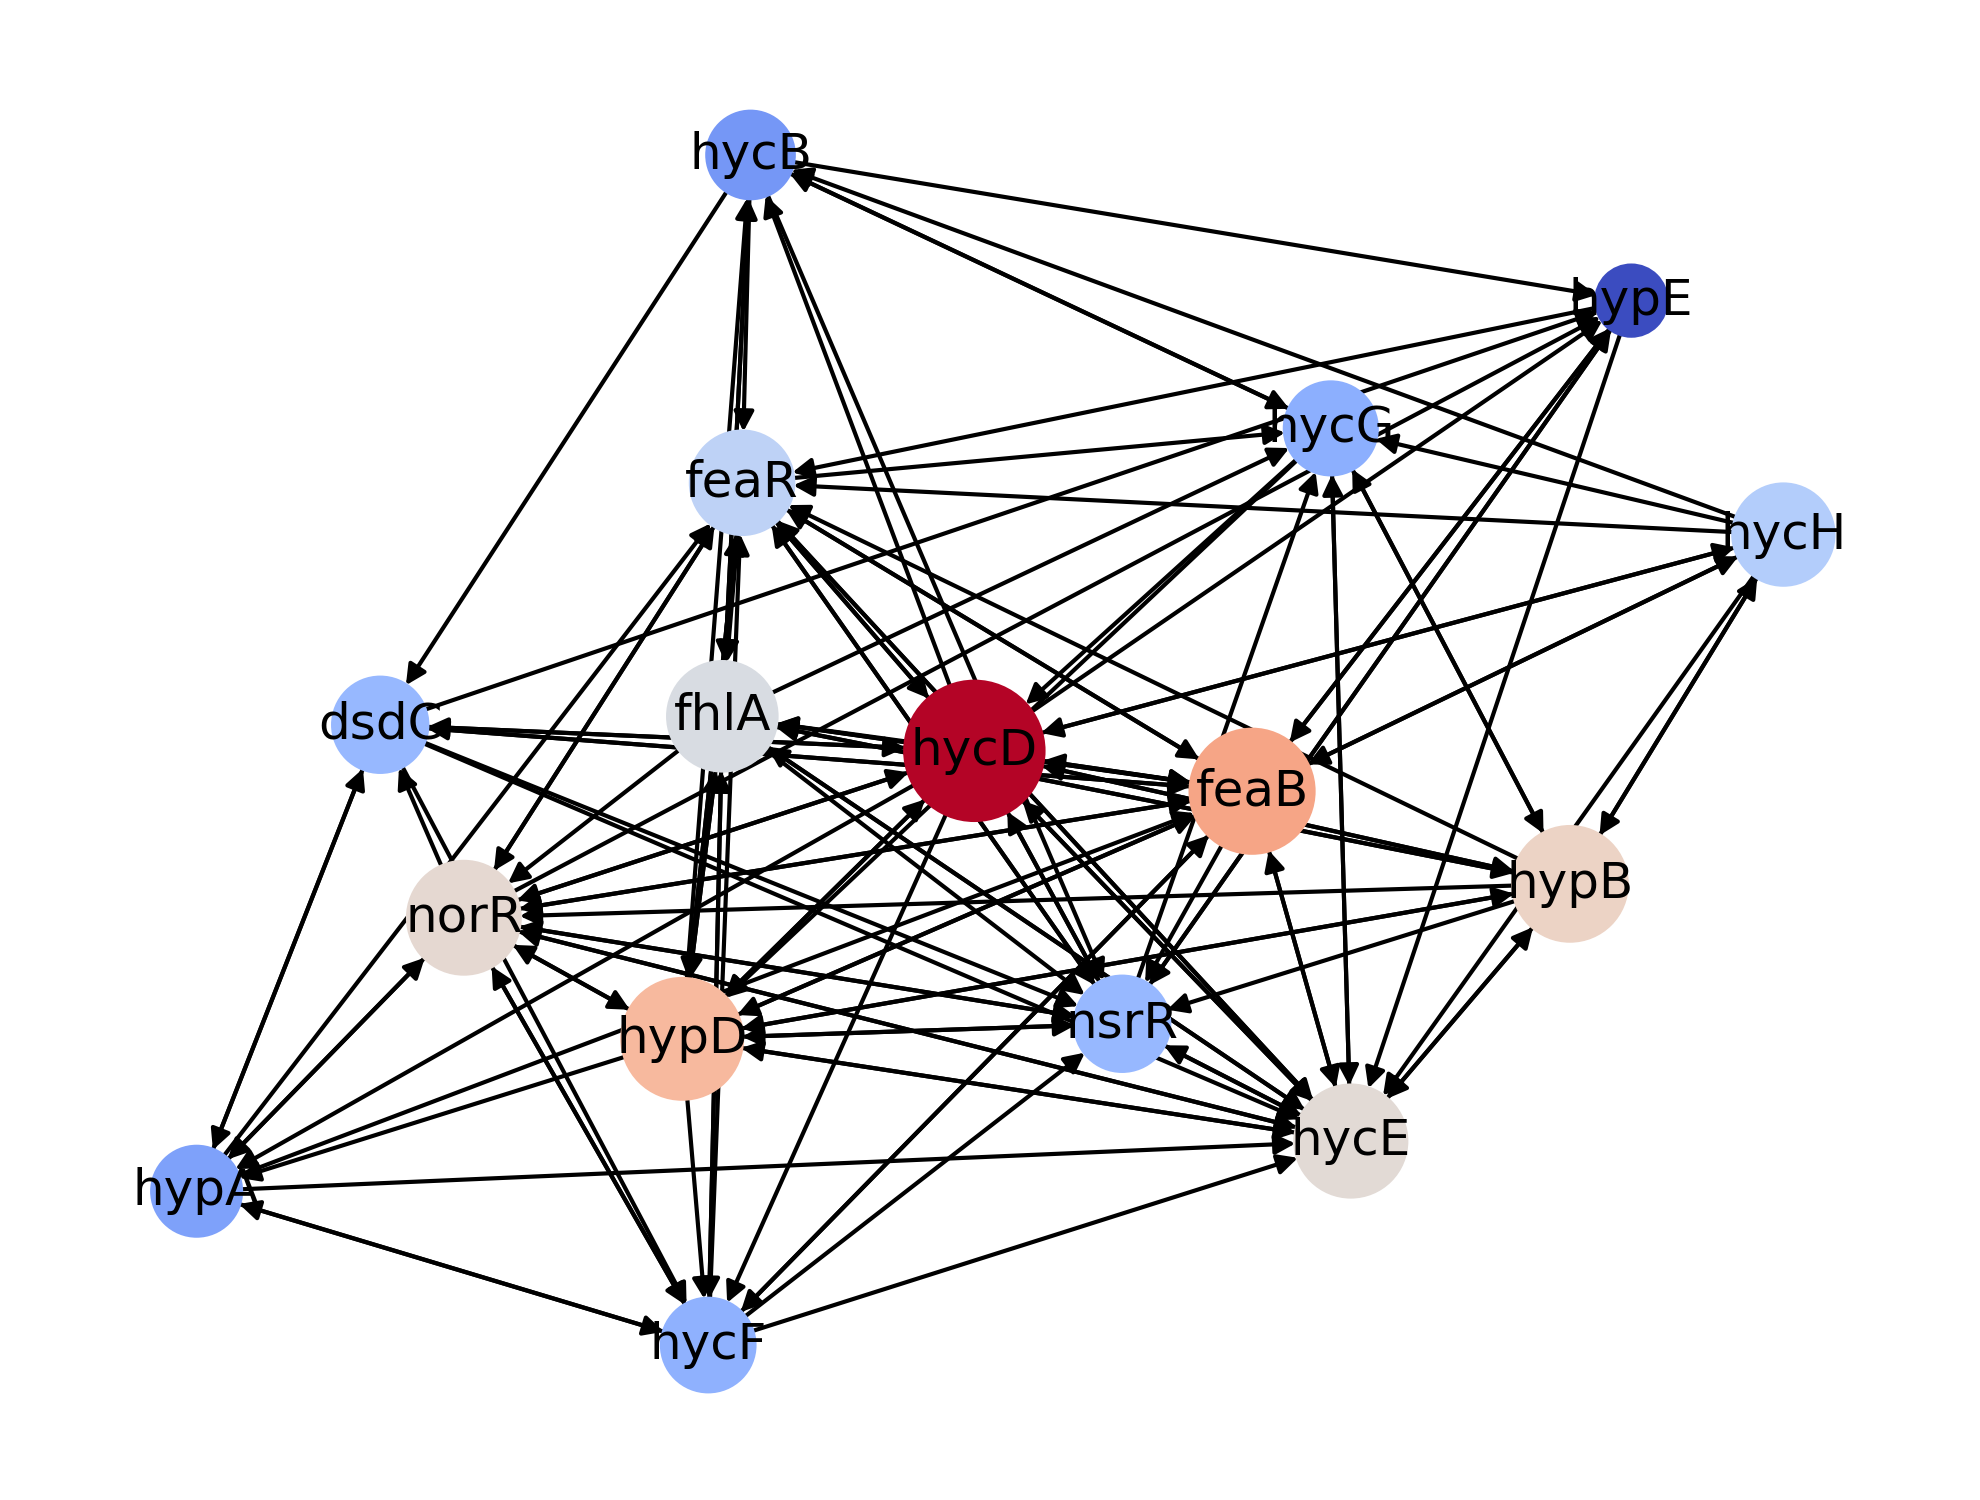 hycB
hypE
hycG
feaR
hycH
dsdC
fhlA
hycD
feaB
hypB
norR
nsrR
hypD
hycE
hypA
hycF